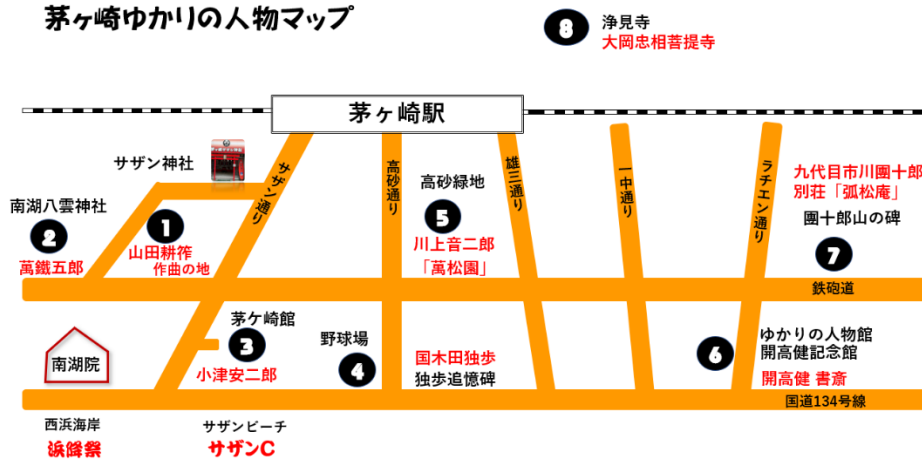 茅ヶ崎ゆかりの人物マップ
8
浄見寺
大岡忠相菩提寺
茅ヶ崎駅
サザン神社
サザン通り
高砂通り
雄三通り
一中通り
ラチエン通り
南湖八雲神社
2
萬鐵五郎
1
山田耕筰
作曲の地
高砂緑地
5
川上音二郎
「萬松園」
九代目市川團十郎
別荘「弧松庵」
團十郎山の碑
7
鉄砲道
南湖院
茅ケ崎館
3
小津安二郎
野球場
4
国木田独歩
独歩追憶碑
6
ゆかりの人物館
開高健記念館
開高健 書斎
国道134号線
西浜海岸
浜降祭
サザンビーチ
サザンC